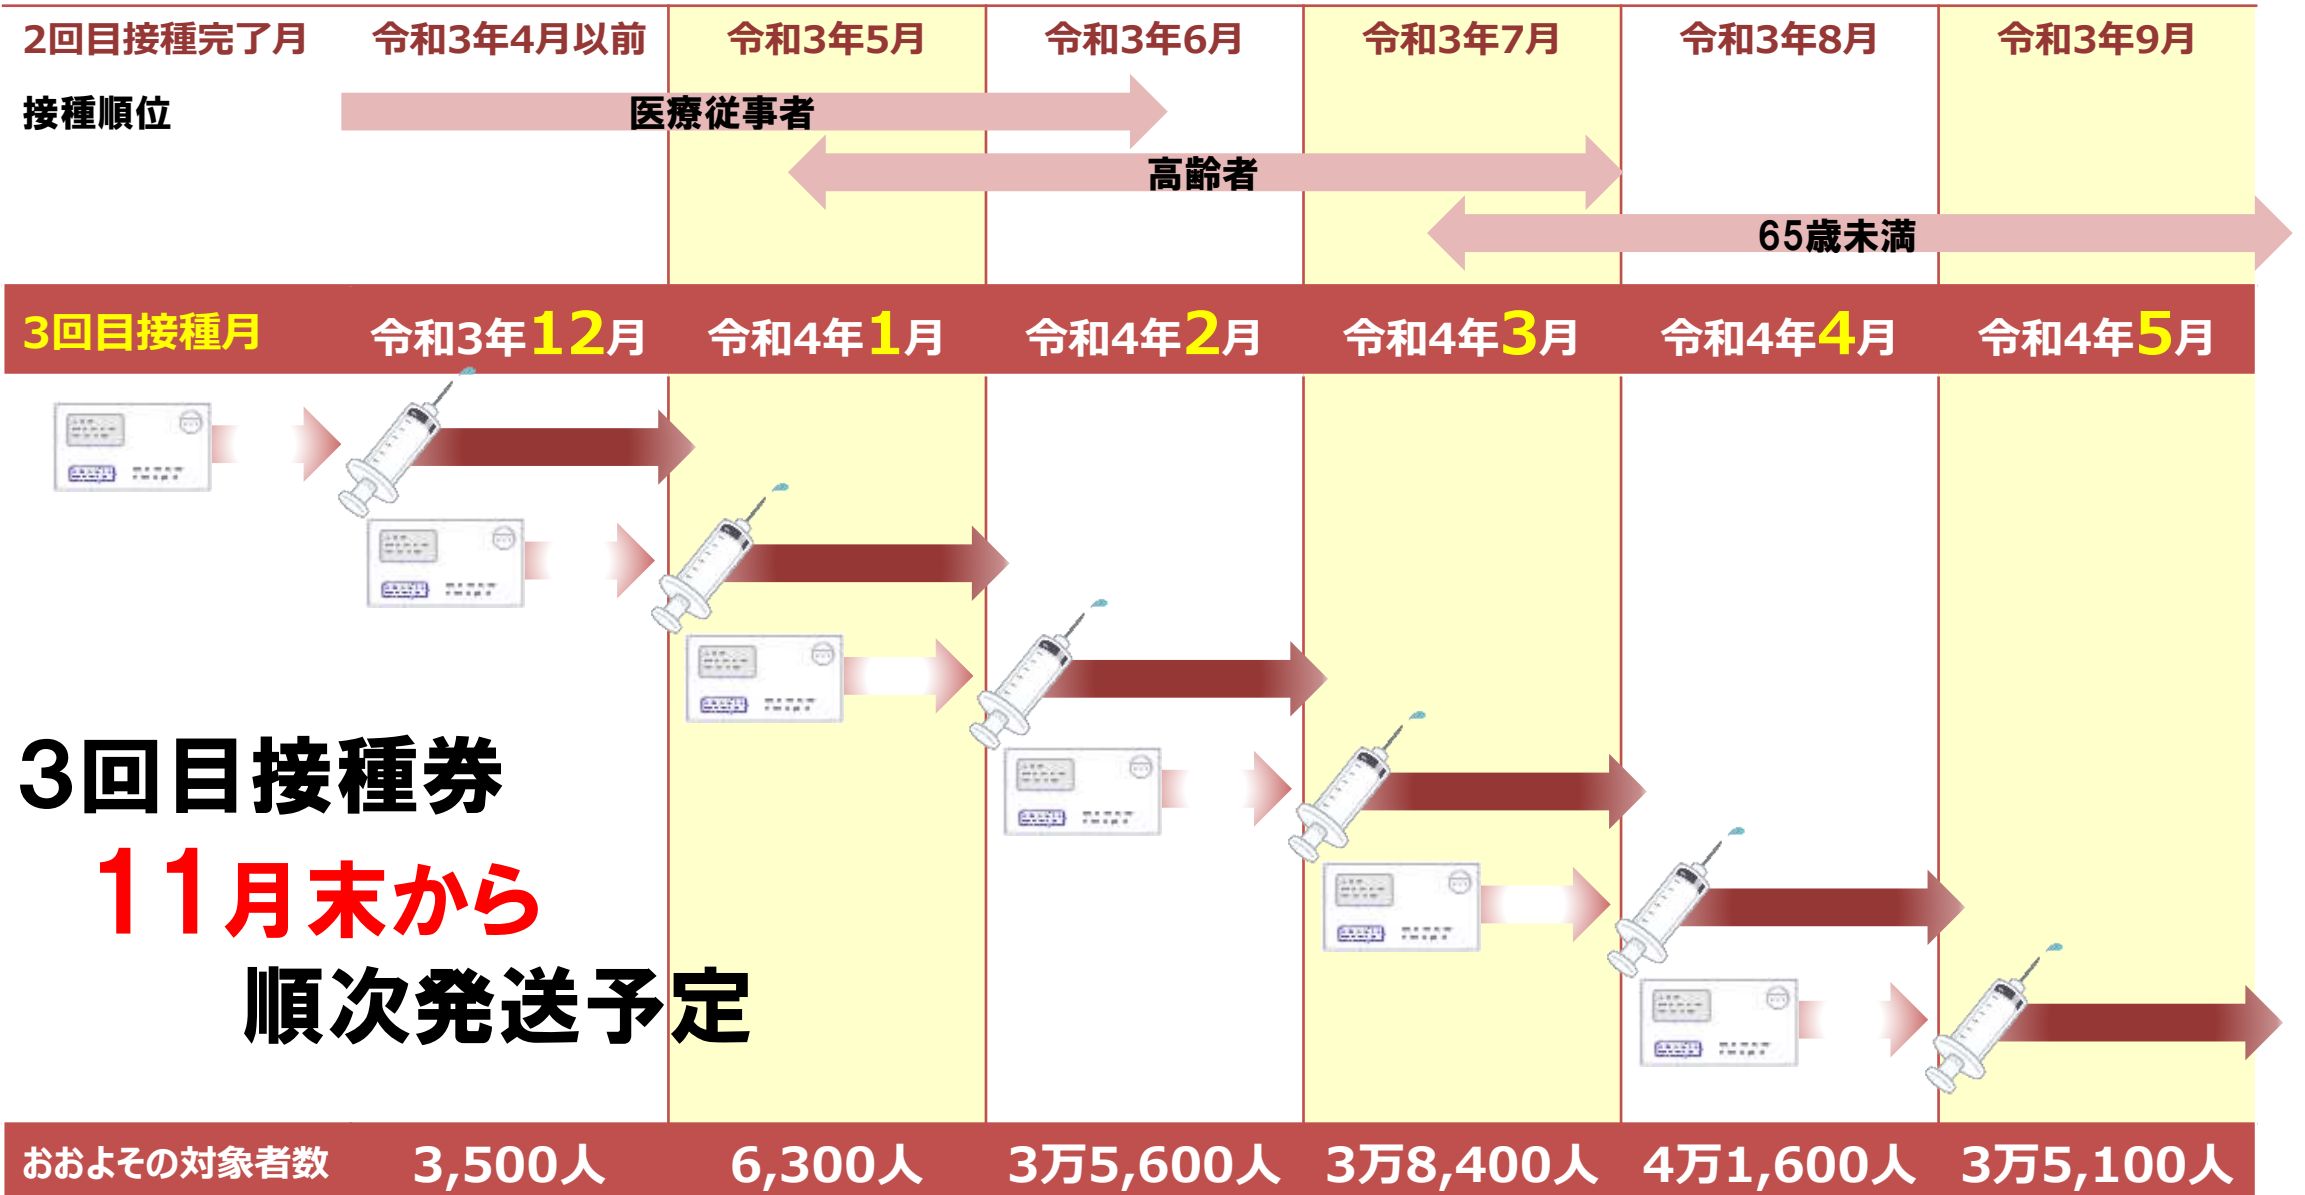 2回目接種完了月 令和3年4月以前 令和3年5月 令和3年6月 令和3年7月 令和3年8月 令和3年9月
接種順位 医療従事者
高齢者
65歳未満
3回目接種月 令和3年12月 令和4年1月 令和4年2月 令和4年3月 令和4年4月 令和4年5月
3回目接種券
11月末から
順次発送予定
おおよその対象者数 3,500人 6,300人 3万5,600人 3万8,400人 4万1,600人 3万5,100人